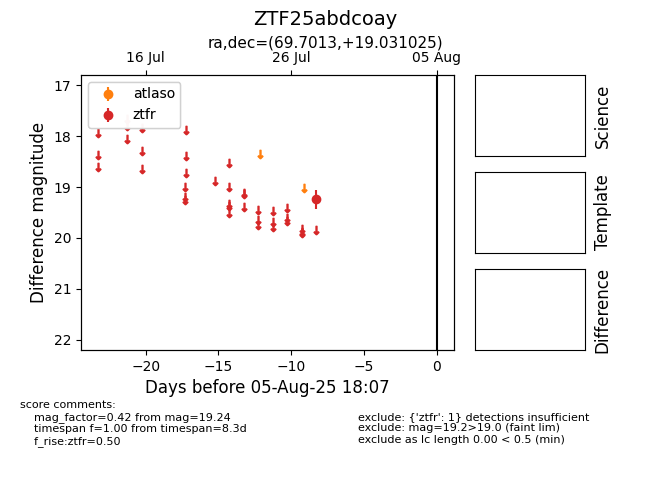 ZTF25abdcoay
ra,dec=(69.7013,+19.031025)
16 Jul 26 Jul 05 Aug
atlaso
ztfr
17
18
19
20
21
22
Difference magnitude
−20 −15 −10 −5 0
Days before 05-Aug-25 18:07
Science
Template
Difference
score comments:
mag_factor=0.42 from mag=19.24
timespan f=1.00 from timespan=8.3d
f_rise:ztfr=0.50
exclude: {'ztfr': 1} detections insufficient
exclude: mag=19.2>19.0 (faint lim)
exclude as lc length 0.00 < 0.5 (min)